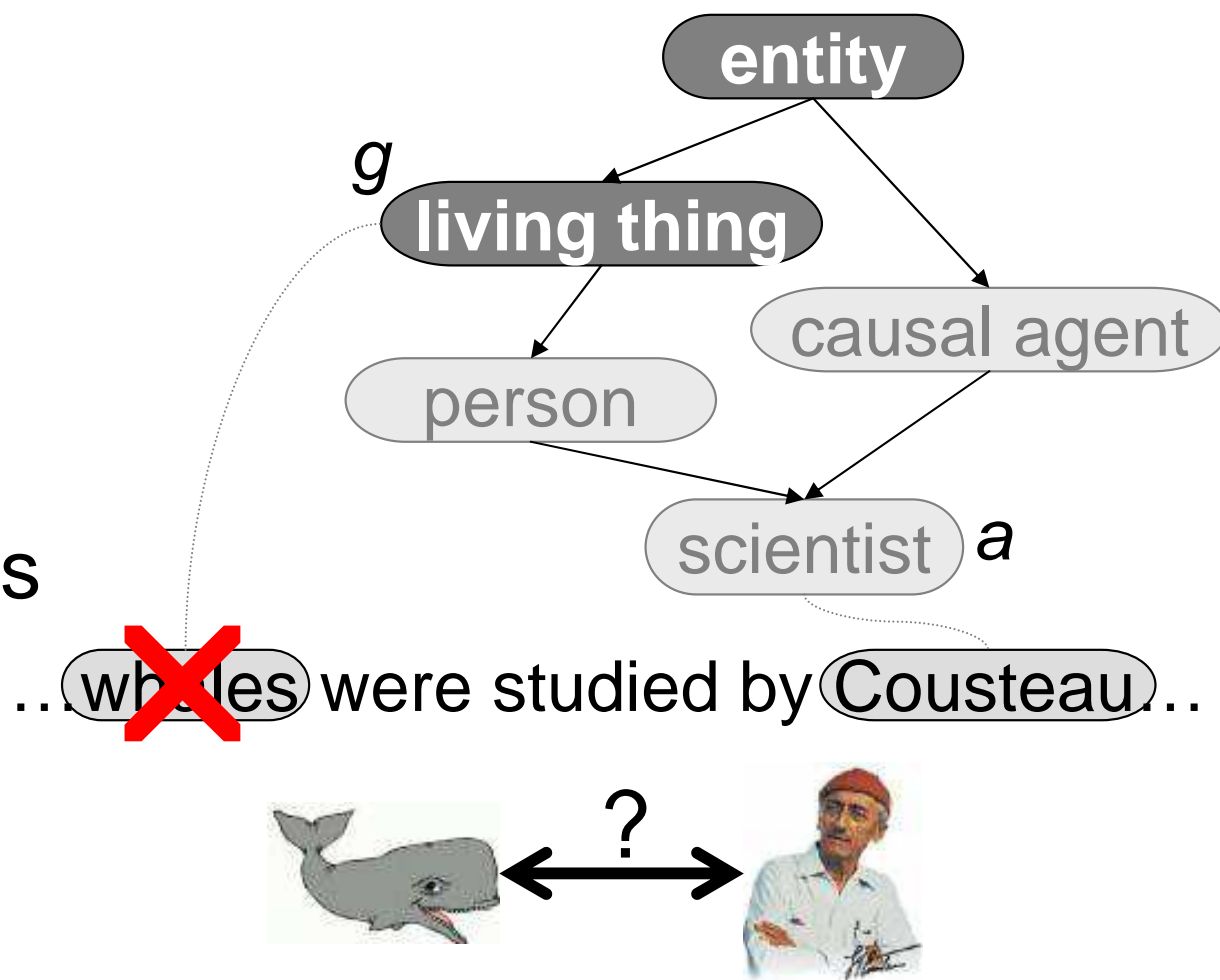 entity
g
living thing
causal agent
person
scientist a
s
…whales were studied by Cousteau…
?